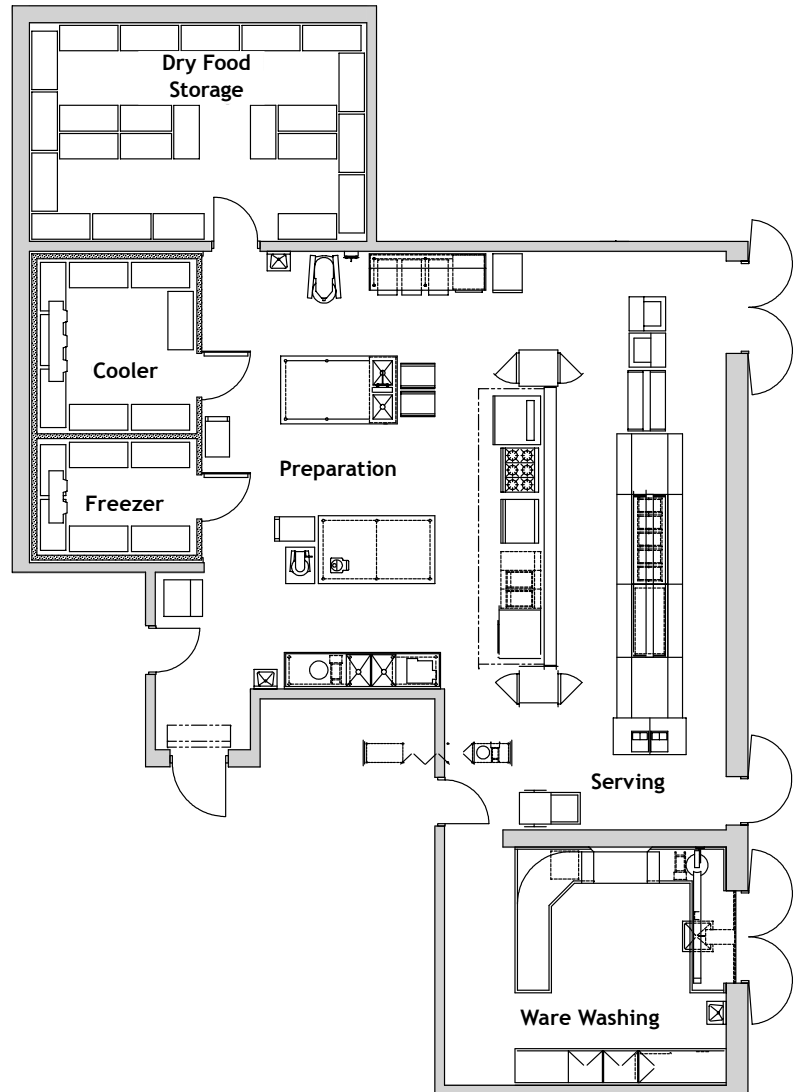 Dry Food
Storage
Cooler
Preparation
Freezer
Serving
Ware Washing